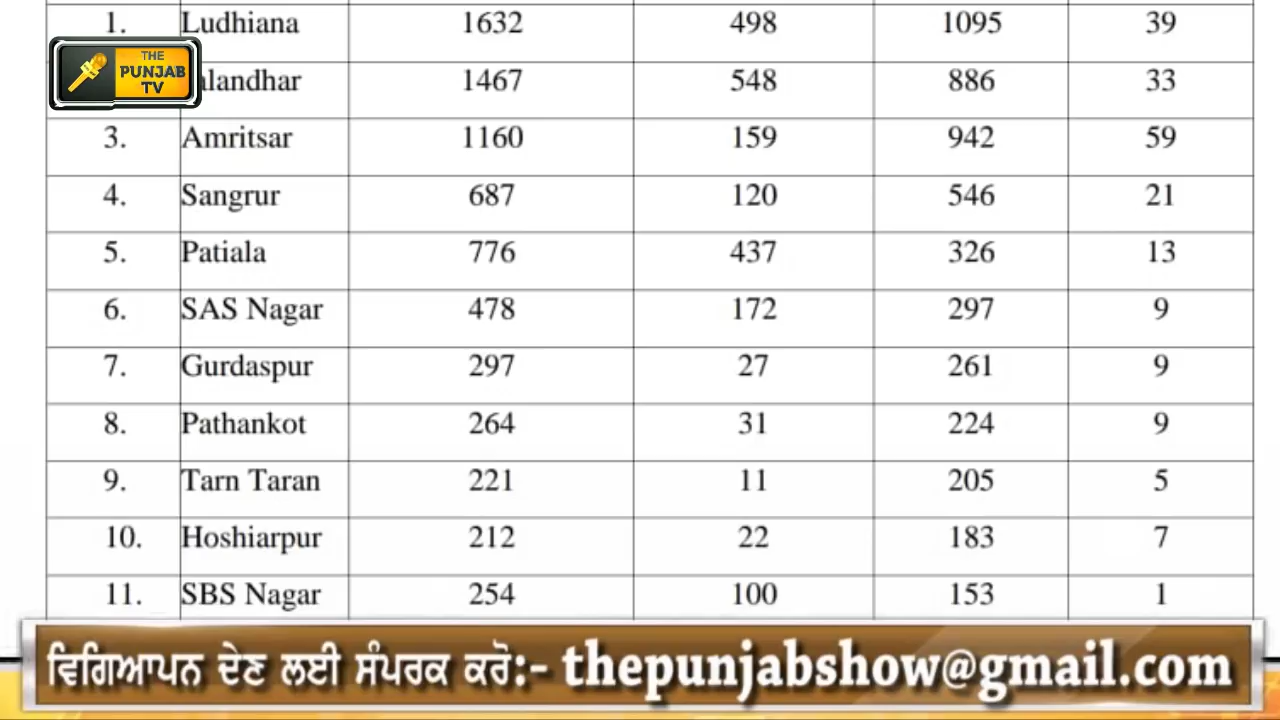 1. Ludhiana 1632 498 1095 39
THE
PUNJAB
TV
alandhar 1467 548 886 33
3. Amritsar 1160 159 942 59
4. Sangrur 687 120 546 21
5. Patiala 776 437 326 13
6. SAS Nagar 478 172 297 9
7. Gurdaspur 297 27 261 9
8. Pathankot 264 31 224 9
9. Tarn Taran 221 11 205 5
10. Hoshiarpur 212 22 183 7
11. SBS Nagar 254 100 153 1
ਵਿਗਿਆਪਨ ਦੇਣ ਲਈ ਸੰਪਰਕ ਕਰੋ:- thepunjabshow@gmail.com